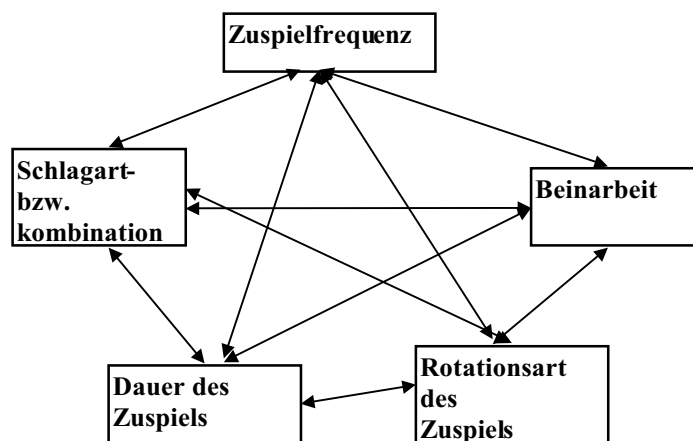 Zuspielfrequenz
Schlagart-
bzw.
kombination
Beinarbeit
Dauer des
Zuspiels
Rotationsart
des
Zuspiels